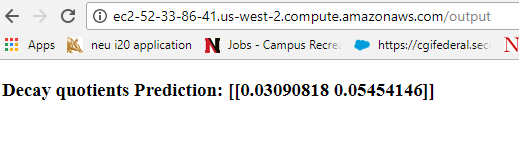 ec2-52-33-86-41.us-west-2.compute.amazonaws.com/output
Apps neu i20 application N Jobs - Campus Recrea https://cgifederal.sec N
Decay quotients Prediction: [[0.03090818 0.05454146]]